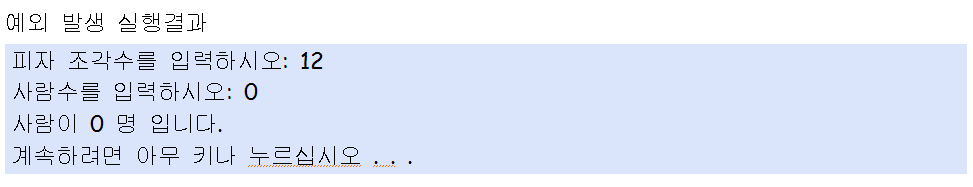 예외 발생 실행결과
피자 조각수를 입력하시오: 12
사람수를 입력하시오: 0
사람이 0 명 입니다.
계속하려면 아무 키나 누르십시오 . . .